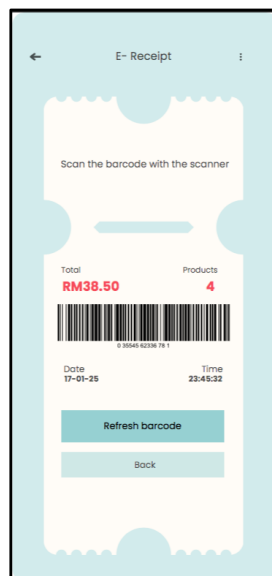 E- Receipt
Scan the barcode with the scanner
Total Products
RM38.50 4
0 35545 62336 78 1
Date Time
17-01-25 23:45:32
Refresh barcode
Back